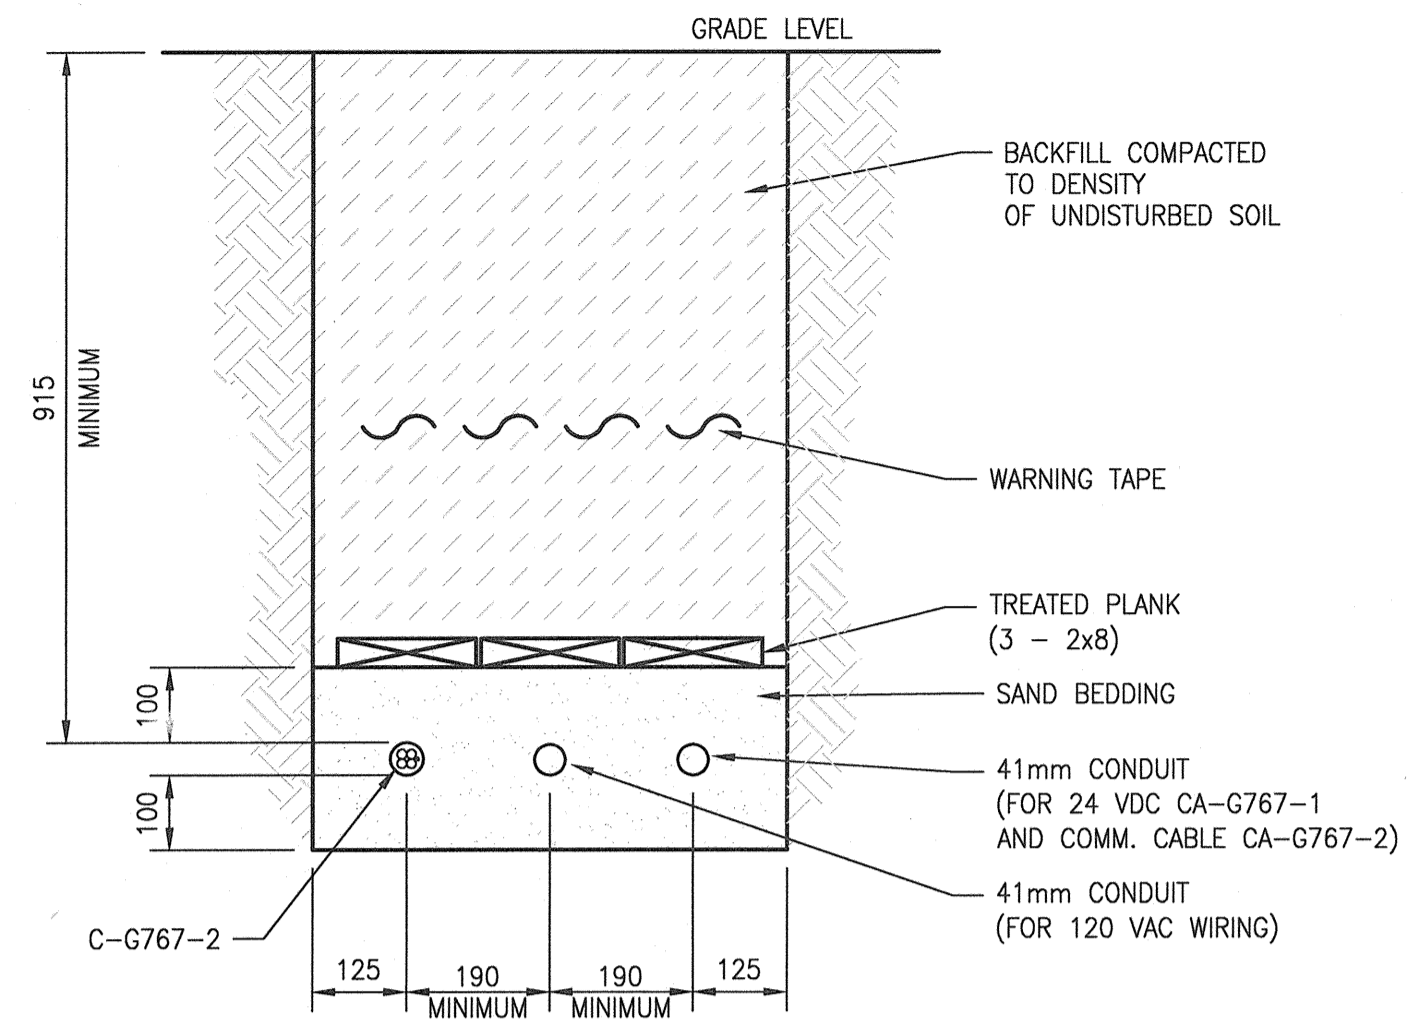 GRADE LEVEL
BACKFILL COMPACTED
TO DENSITY
OF UNDISTURBED SOIL
915
MINIMUM
WARNING TAPE
TREATED PLANK
(3 - 2x8)
SAND BEDDING
100
41mm CONDUIT
(FOR 24 VDC CA-G767-1
AND COMM. CABLE CA-G767-2)
100
41mm CONDUIT
(FOR 120 VAC WIRING)
C-G767-2
125
190
MINIMUM
190
MINIMUM
125